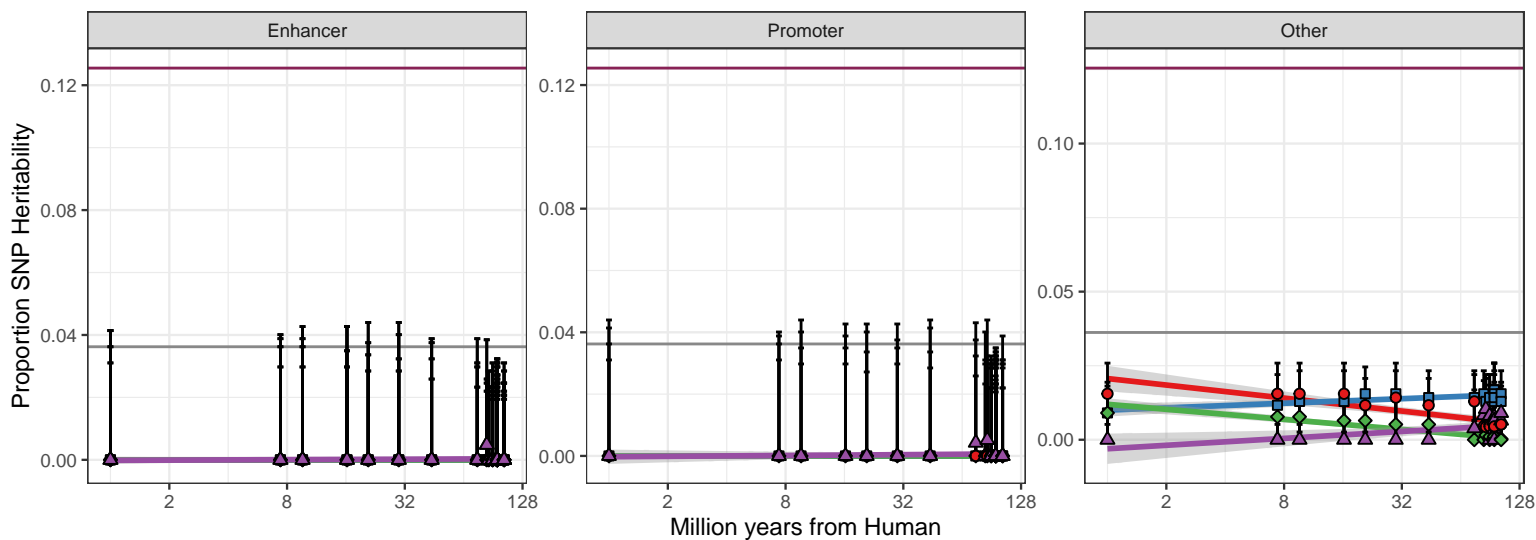 Enhancer
Promoter
Other
Proportion SNP Heritability
0.12
0.08
0.04
0.00
0.12
0.08
0.04
0.00
0.10
0.05
0.00
2 8 32 128
2 8 32 128
2 8 32 128
Million years from Human